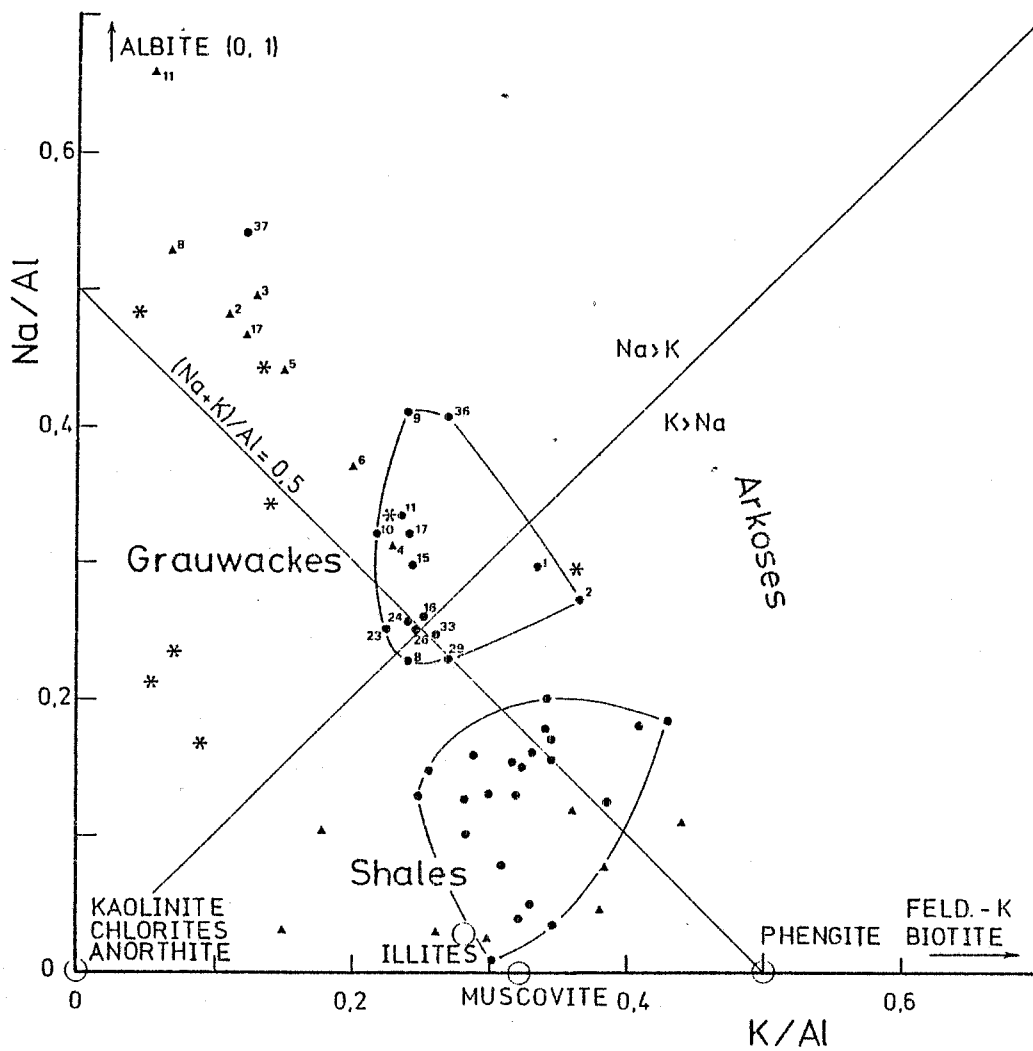 ALBITE (0, 1)
11
0,6
37
8
3
2
17
5
Na/Al
Na>K
K>Na
(Na+K)/Al = 0,5
0,4
9
36
6
11
10
17
4
15
Grauwackes
Arkoses
1
2
16
24
33
23
26
29
8
0,2
Shales
KAOLINITE
CHLORITES
ANORTHITE
ILLITES
PHENGITE
FELD. - K
BIOTITE
0
MUSCOVITE
0
0,2
0,4
0,6
K/Al